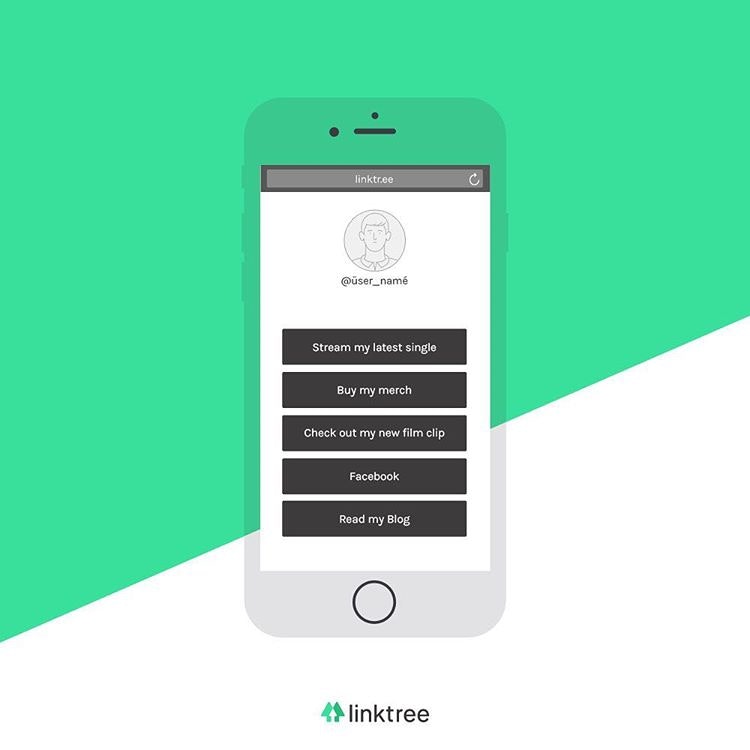 linktr.ee
@üser_namé
Stream my latest single
Buy my merch
Check out my new film clip
Facebook
Read my Blog
linktree